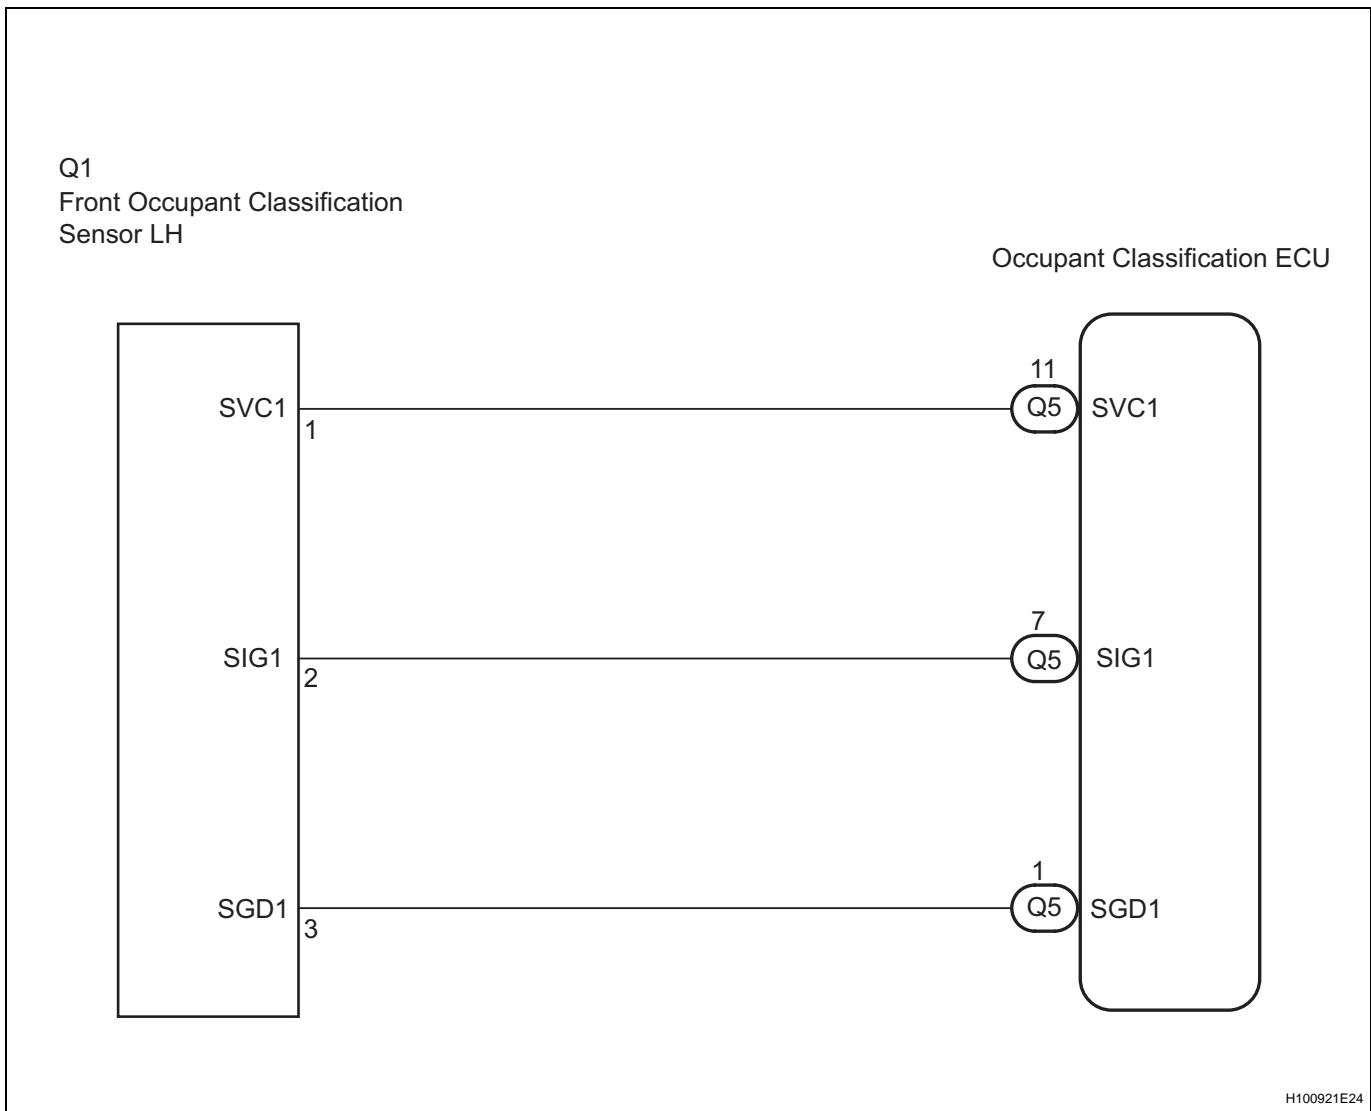 Q1
Front Occupant Classification
Sensor LH
Occupant Classification ECU
SVC1
1
11
Q5
SVC1
SIG1
2
7
Q5
SIG1
SGD1
3
1
Q5
SGD1
H100921E24